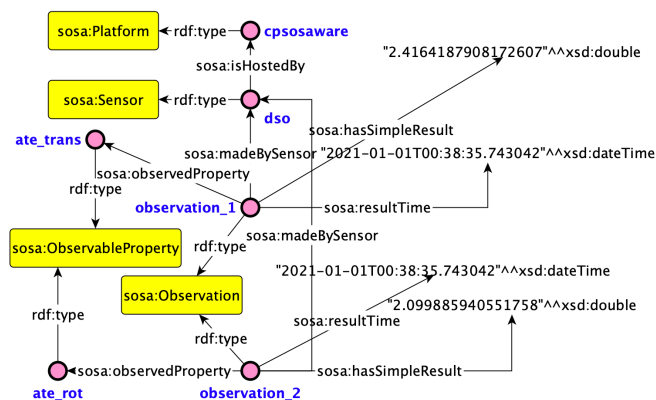 sosa:Platform
rdf:type
cpsosaware
"2.4164187908172607"^^xsd:double
sosa:isHostedBy
sosa:Sensor
rdf:type
dso
sosa:hasSimpleResult
ate_trans
sosa:madeBySensor
"2021-01-01T00:38:35.743042"^^xsd:dateTime
sosa:observedProperty
rdf:type
observation_1
sosa:resultTime
sosa:madeBySensor
sosa:ObservableProperty
rdf:type
"2021-01-01T00:38:35.743042"^^xsd:dateTime
sosa:Observation
"2.099885940551758"^^xsd:double
rdf:type
sosa:resultTime
rdf:type
sosa:observedProperty
sosa:hasSimpleResult
ate_rot
observation_2